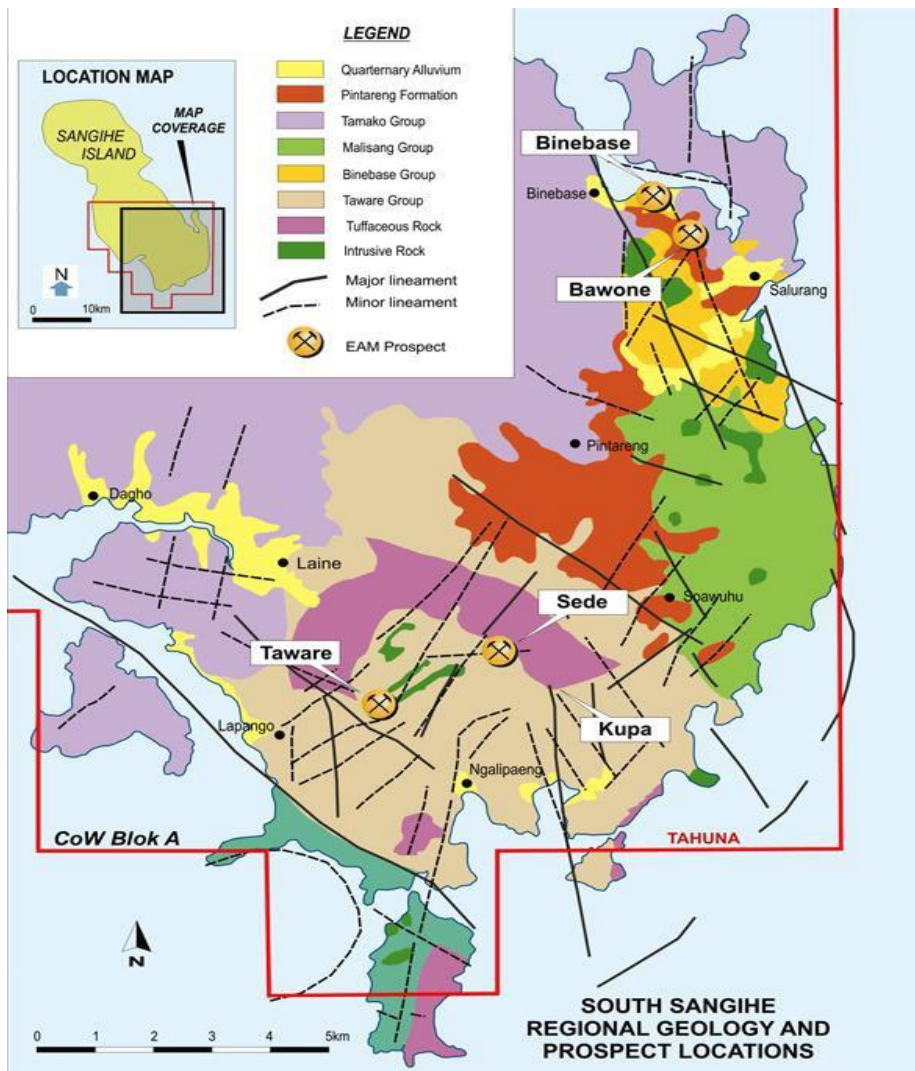 LEGEND
Quarternary Alluvium
Pintareng Formation
Tamako Group
Malisang Group
Binebase Group
Taware Group
Tuffaceous Rock
Intrusive Rock
Major lineament
Minor lineament
EAM Prospect
LOCATION MAP
MAP
COVERAGE
SANGIHE
ISLAND
N
0 10km
Binebase
Binebase
Bawone
Salurang
Pintareng
Dagho
Laine
Soawuhu
Sede
Taware
Kupa
Lapango
Ngalipaeng
CoW Blok A
TAHUNA
N
0 1 2 3 4 5km
SOUTH SANGIHE
REGIONAL GEOLOGY AND
PROSPECT LOCATIONS